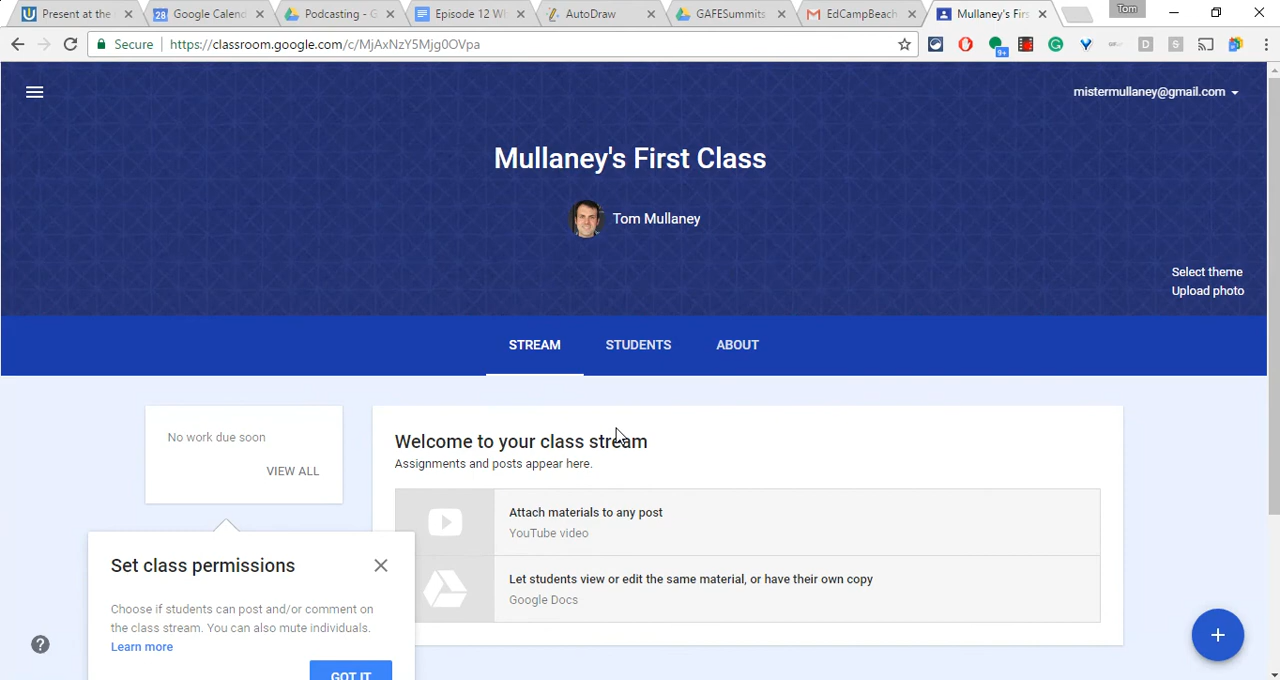 Present at the
Google Calend
Podcasting - G
Episode 12 Wh
AutoDraw
GAFESummits
EdCampBeach
Mullaney's Firs
Tom
Secure
https://classroom.google.com/c/MjAxNzY5Mjg0OVpa
9+
mistermullaney@gmail.com
Mullaney's First Class
Tom Mullaney
Select theme
Upload photo
STREAM STUDENTS ABOUT
No work due soon
VIEW ALL
Welcome to your class stream
Assignments and posts appear here.
Attach materials to any post
YouTube video
Let students view or edit the same material, or have their own copy
Google Docs
Set class permissions
Choose if students can post and/or comment on
the class stream. You can also mute individuals.
Learn more
GOT IT